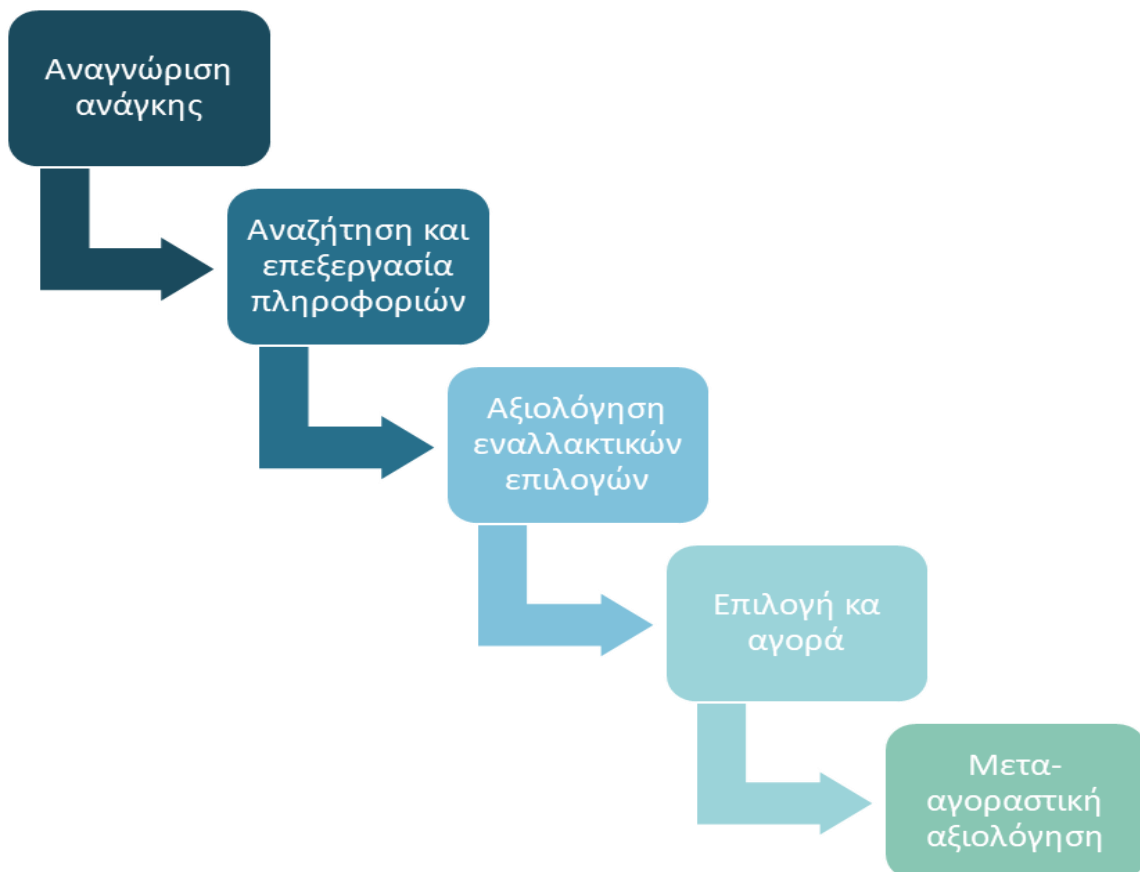 Αναγνώριση
ανάγκης
Αναζήτηση και
επεξεργασία
πληροφοριών
Αξιολόγηση
εναλλακτικών
επιλογών
Επιλογή κα
αγορά
Μετα-
αγοραστική
αξιολόγηση